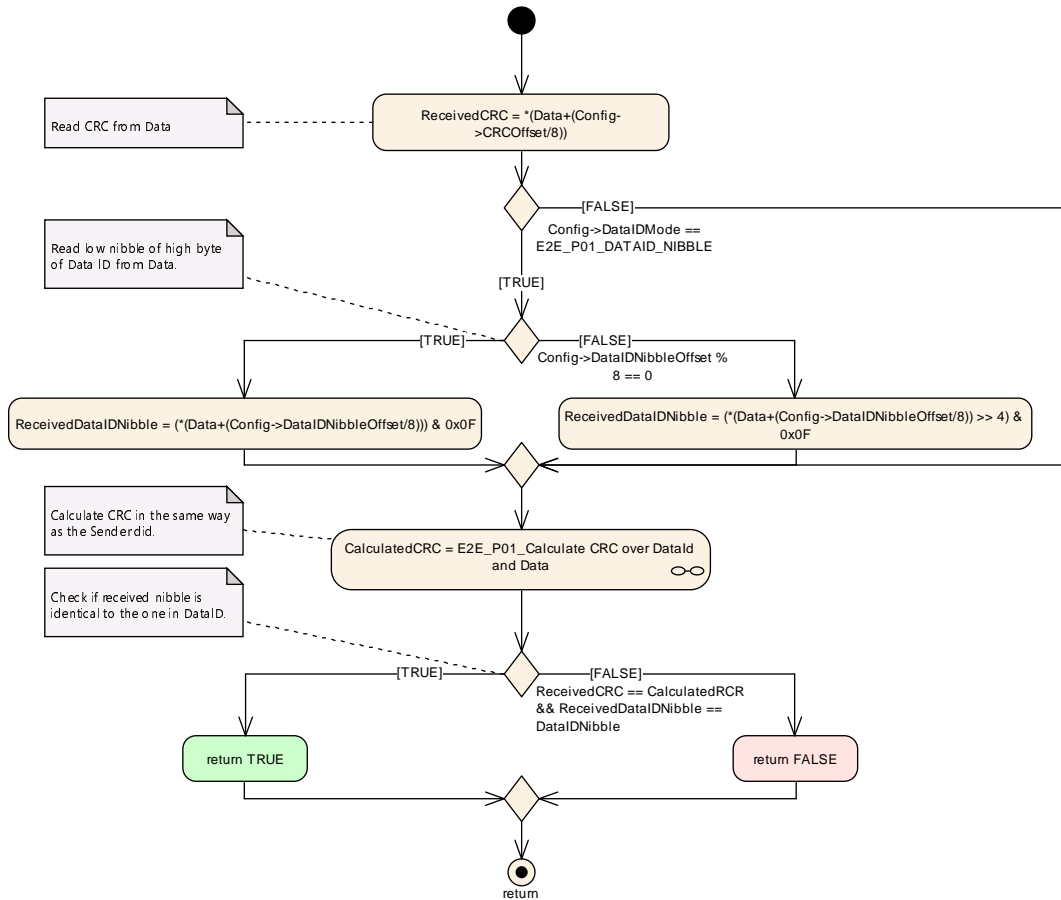 ReceivedCRC = *(Data+(Config-
>CRCOffset/8))
Read CRC from Data
[FALSE]
Config->DataIDMode ==
E2E_P01_DATAID_NIBBLE
Read low nibble of high byte
of Data ID from Data.
[TRUE]
[TRUE]
[FALSE]
Config->DataIDNibbleOffset %
8 == 0
ReceivedDataIDNibble = (*(Data+(Config->DataIDNibbleOffset/8))) & 0x0F
ReceivedDataIDNibble = (*(Data+(Config->DataIDNibbleOffset/8)) >> 4) &
0x0F
Calculate CRC in the same way
as the Sender did.
CalculatedCRC = E2E_P01_Calculate CRC over DataId
and Data
Check if received nibble is
identical to the one in DataID.
[TRUE]
[FALSE]
ReceivedCRC == CalculatedRCR
&& ReceivedDataIDNibble ==
DataIDNibble
return TRUE
return FALSE
return